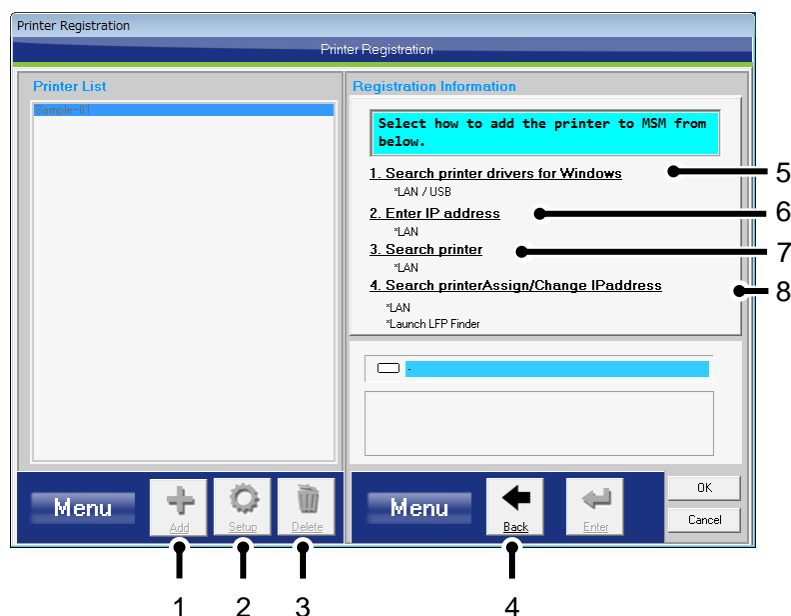 Printer Registration
Printer Registration
Printer List
Sample-01
Registration Information
Select how to add the printer to MSM from
below.
1. Search printer drivers for Windows
*LAN / USB
2. Enter IP address
*LAN
3. Search printer
*LAN
4. Search printerAssign/Change IPaddress
*LAN
*Launch LFP Finder
5
6
7
8
-
Menu
Add
Setup
Delete
Menu
Back
Enter
OK
Cancel
1
2
3
4